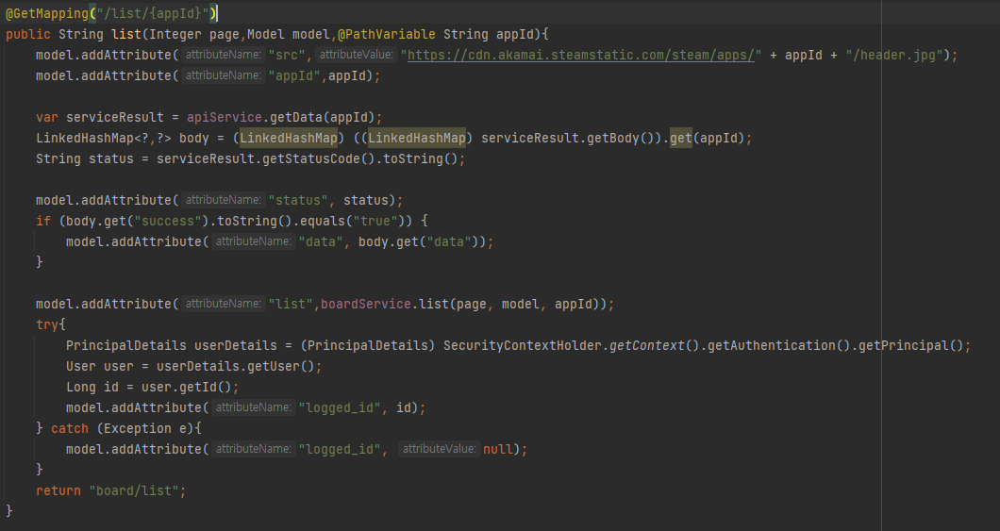 @GetMapping("/list/{appId}")
public String list(Integer page,Model model,@PathVariable String appId){
model.addAttribute( attributeName: "src", attributeValue: "https://cdn.akamai.steamstatic.com/steam/apps/" + appId + "/header.jpg");
model.addAttribute( attributeName: "appId",appId);
var serviceResult = apiService.getData(appId);
LinkedHashMap<?,?> body = (LinkedHashMap) ((LinkedHashMap) serviceResult.getBody()).get(appId);
String status = serviceResult.getStatusCode().toString();
model.addAttribute( attributeName: "status", status);
if (body.get("success").toString().equals("true")) {
model.addAttribute( attributeName: "data", body.get("data"));
}
model.addAttribute( attributeName: "list",boardService.list(page, model, appId));
try{
PrincipalDetails userDetails = (PrincipalDetails) SecurityContextHolder.getContext().getAuthentication().getPrincipal();
User user = userDetails.getUser();
Long id = user.getId();
model.addAttribute( attributeName: "logged_id", id);
} catch (Exception e){
model.addAttribute( attributeName: "logged_id", attributeValue: null);
}
return "board/list";
}